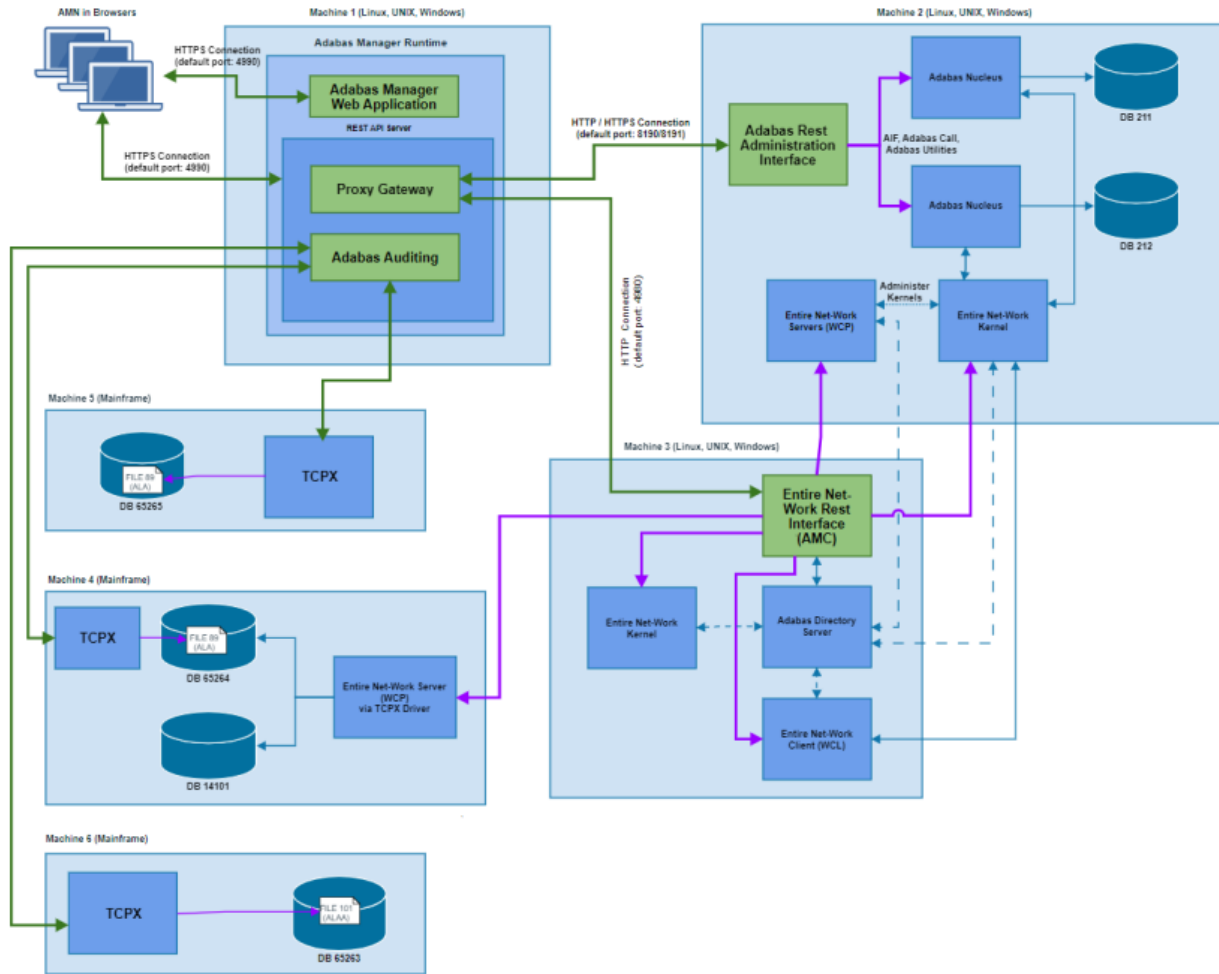 AMN in Browsers
Machine 1 (Linux, UNIX, Windows)
Machine 2 (Linux, UNIX, Windows)
HTTPS Connection
(default port: 4990)
Adabas Manager Runtime
Adabas Manager
Web Application
REST API Server
HTTPS Connection
(default port: 4990)
Proxy Gateway
Adabas Auditing
HTTP / HTTPS Connection
(default port: 8190/8191)
Adabas Rest
Administration
Interface
AIF, Adabas Call,
Adabas Utilities
Adabas Nucleus
DB 211
Adabas Nucleus
DB 212
Entire Net-Work
Servers (WCP)
Administer
Kernels
Entire Net-Work
Kernel
HTTP Connection
(default port: 4980)
Machine 5 (Mainframe)
FILE 89
(ALA)
DB 65265
TCPX
Machine 3 (Linux, UNIX, Windows)
Entire Net-
Work Rest
Interface
(AMC)
Entire Net-Work
Kernel
Adabas Directory
Server
Entire Net-Work
Client (WCL)
Machine 4 (Mainframe)
TCPX
FILE 89
(ALA)
DB 65264
Entire Net-Work Server
(WCP)
via TCPX Driver
DB 14101
Machine 6 (Mainframe)
TCPX
FILE 101
(ALAA)
DB 65263